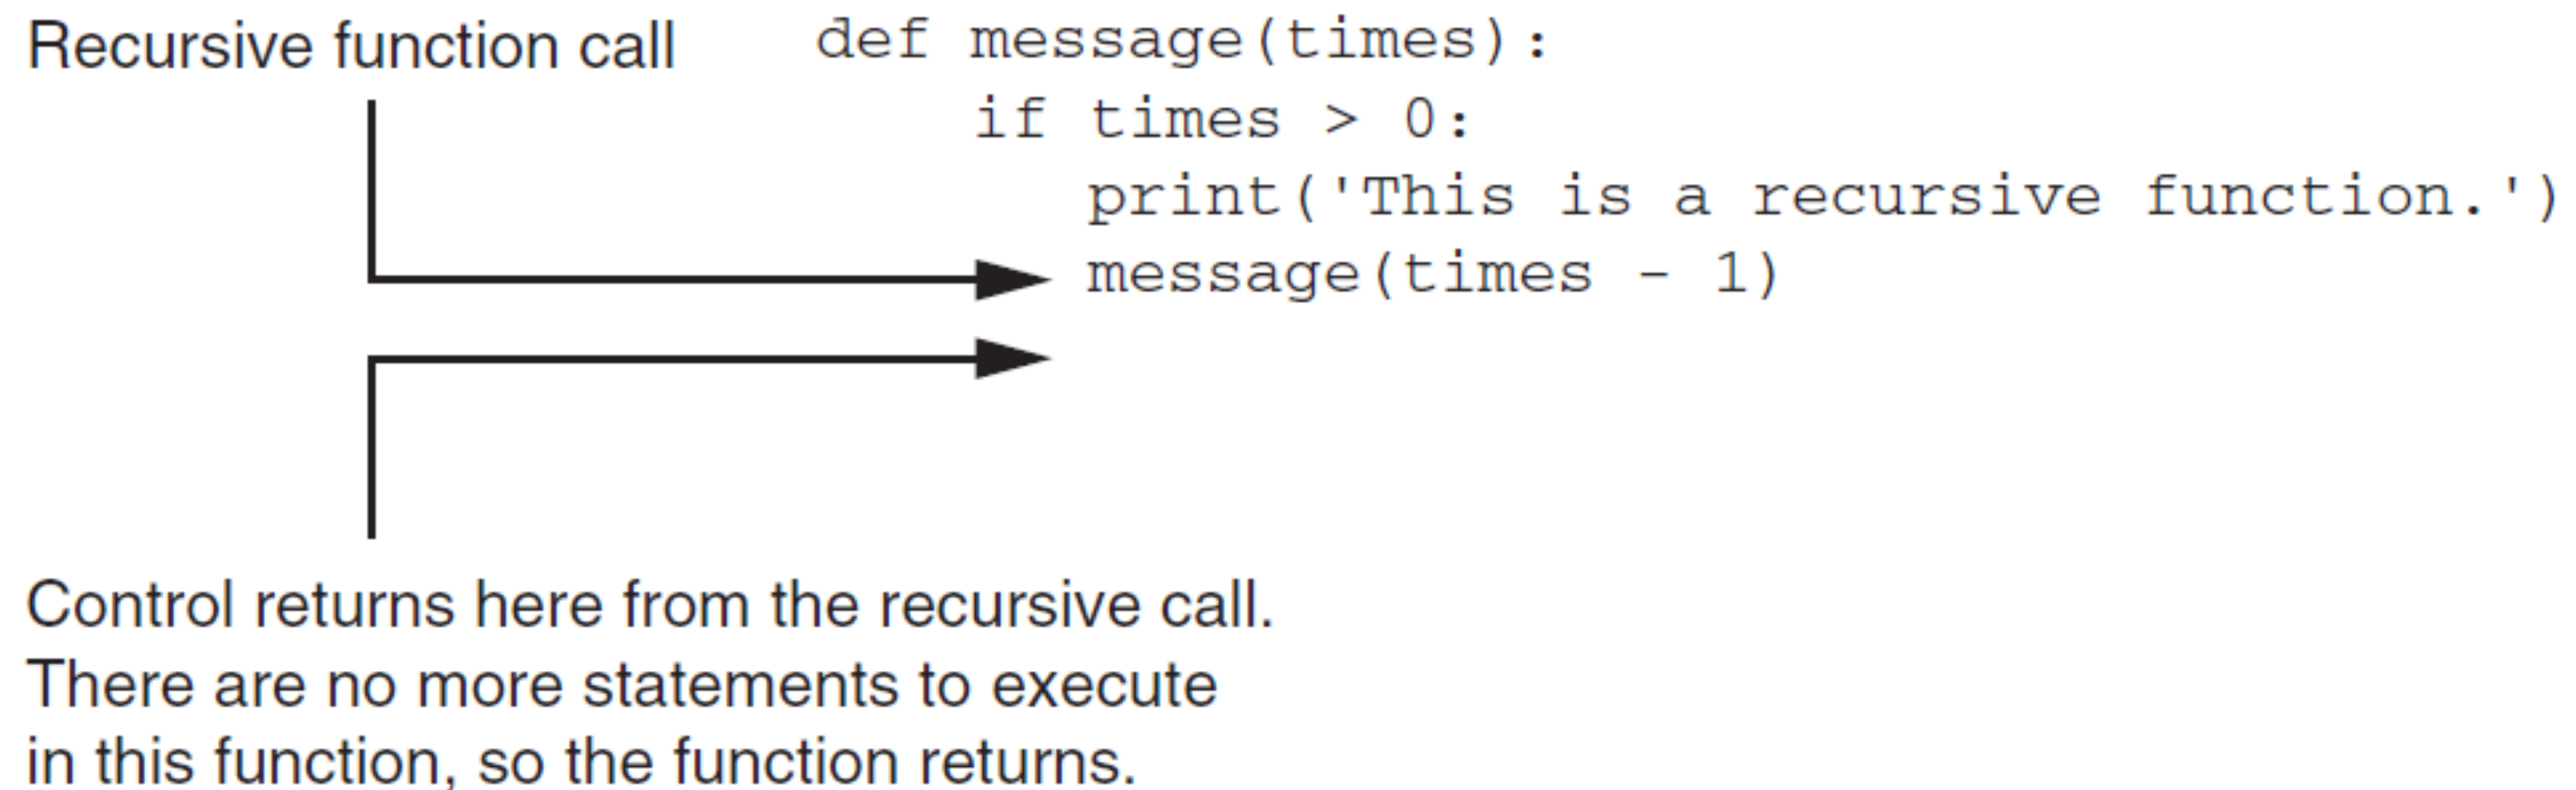 Recursive function call
def message(times):
if times > 0:
print('This is a recursive function.')
message(times - 1)
Control returns here from the recursive call.
There are no more statements to execute
in this function, so the function returns.